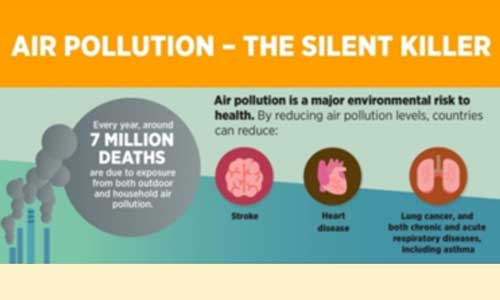 AIR POLLUTION – THE SILENT KILLER
Air pollution is a major environmental risk to
health. By reducing air pollution levels, countries
can reduce:
Every year, around
7 MILLION
DEATHS
are due to exposure
from both outdoor
and household air
pollution.
Stroke
Heart
disease
Lung cancer, and
both chronic and acute
respiratory diseases,
including asthma